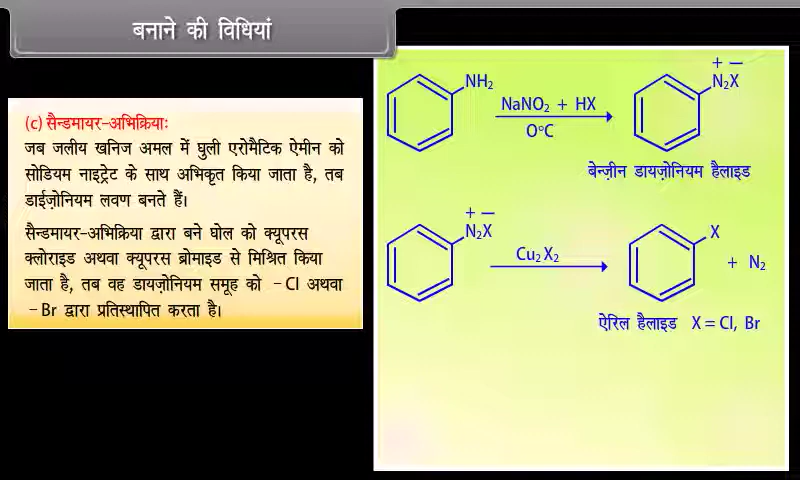 बनाने की विधियां
(c) सैन्डमायर-अभिक्रियाः
जब जलीय खनिज अमल में घुली एरोमैटिक ऐमीन को
सोडियम नाइट्रेट के साथ अभिकृत किया जाता है, तब
डाईज़ोनियम लवण बनते हैं।
सैन्डमायर-अभिक्रिया द्वारा बने घोल को क्यूपरस
क्लोराइड अथवा क्यूपरस ब्रोमाइड से मिश्रित किया
जाता है, तब वह डायज़ोनियम समूह को -Cl अथवा
-Br द्वारा प्रतिस्थापित करता है।
NH₂
NaNO₂ + HX
O°C
+ −
N₂X
बेन्ज़ीन डायज़ोनियम हैलाइड
+ −
N₂X
Cu₂X₂
X
+ N₂
ऐरिल हैलाइड X = Cl, Br